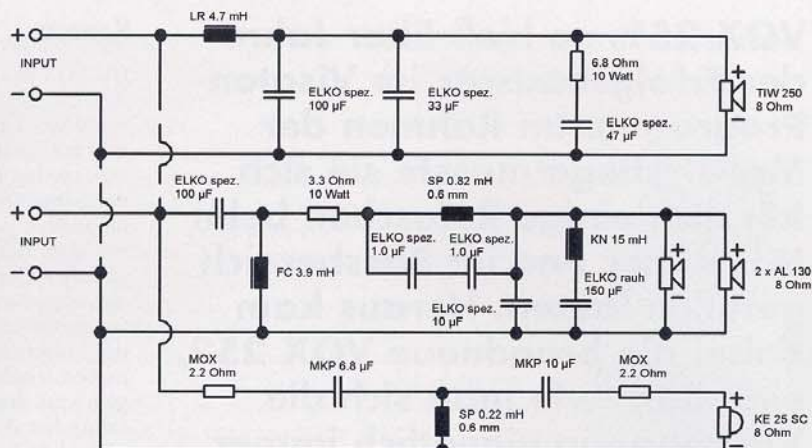 LR 4.7 mH
+
INPUT
–
ELKO spez.
100 µF
ELKO spez.
33 µF
6.8 Ohm
10 Watt
ELKO spez.
47 µF
+
TIW 250
8 Ohm
–
ELKO spez.
100 µF
3.3 Ohm
10 Watt
SP 0.82 mH
0.6 mm
+
INPUT
–
FC 3.9 mH
ELKO spez.
1.0 µF
ELKO spez.
1.0 µF
ELKO spez.
10 µF
KN 15 mH
ELKO rauh
150 µF
+
–
+
2 x AL 130
8 Ohm
–
MOX
2.2 Ohm
MKP 6.8 µF
SP 0.22 mH
0.6 mm
MKP 10 µF
MOX
2.2 Ohm
+
KE 25 SC
8 Ohm
–